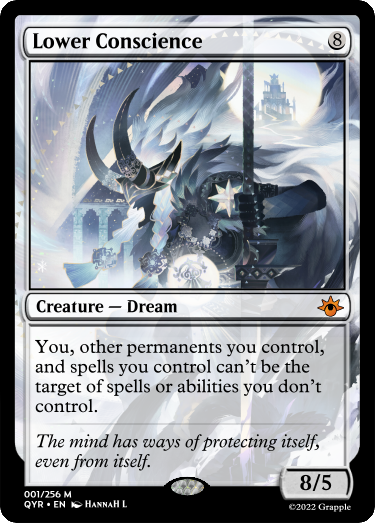 Lower Conscience 8
Creature — Dream
You, other permanents you control,
and spells you control can't be the
target of spells or abilities you don't
control.
The mind has ways of protecting itself,
even from itself.
8/5
001/256 M
QYR • EN HANNAH L
©2022 Grapple